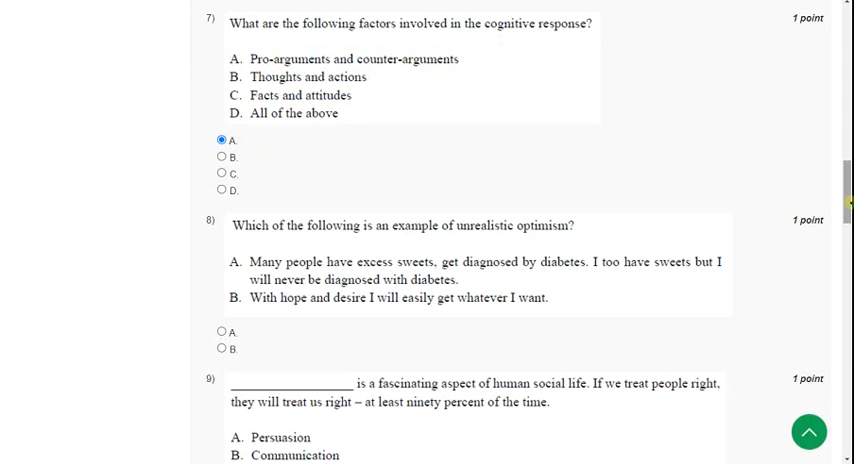 7) What are the following factors involved in the cognitive response? 1 point
A. Pro-arguments and counter-arguments
B. Thoughts and actions
C. Facts and attitudes
D. All of the above
A.
B.
C.
D.
8) Which of the following is an example of unrealistic optimism? 1 point
A. Many people have excess sweets, get diagnosed by diabetes. I too have sweets but I
will never be diagnosed with diabetes.
B. With hope and desire I will easily get whatever I want.
A.
B.
9) ____________________ is a fascinating aspect of human social life. If we treat people right, 1 point
they will treat us right – at least ninety percent of the time.
A. Persuasion
B. Communication